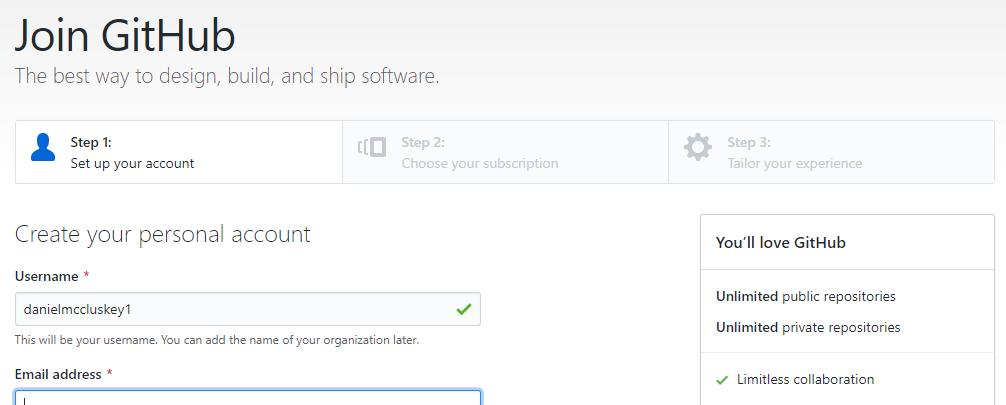 Join GitHub
The best way to design, build, and ship software.
Step 1:
Set up your account
Step 2:
Choose your subscription
Step 3:
Tailor your experience
Create your personal account
Username *
danielmccluskey1
This will be your username. You can add the name of your organization later.
Email address *
You'll love GitHub
Unlimited public repositories
Unlimited private repositories
Limitless collaboration